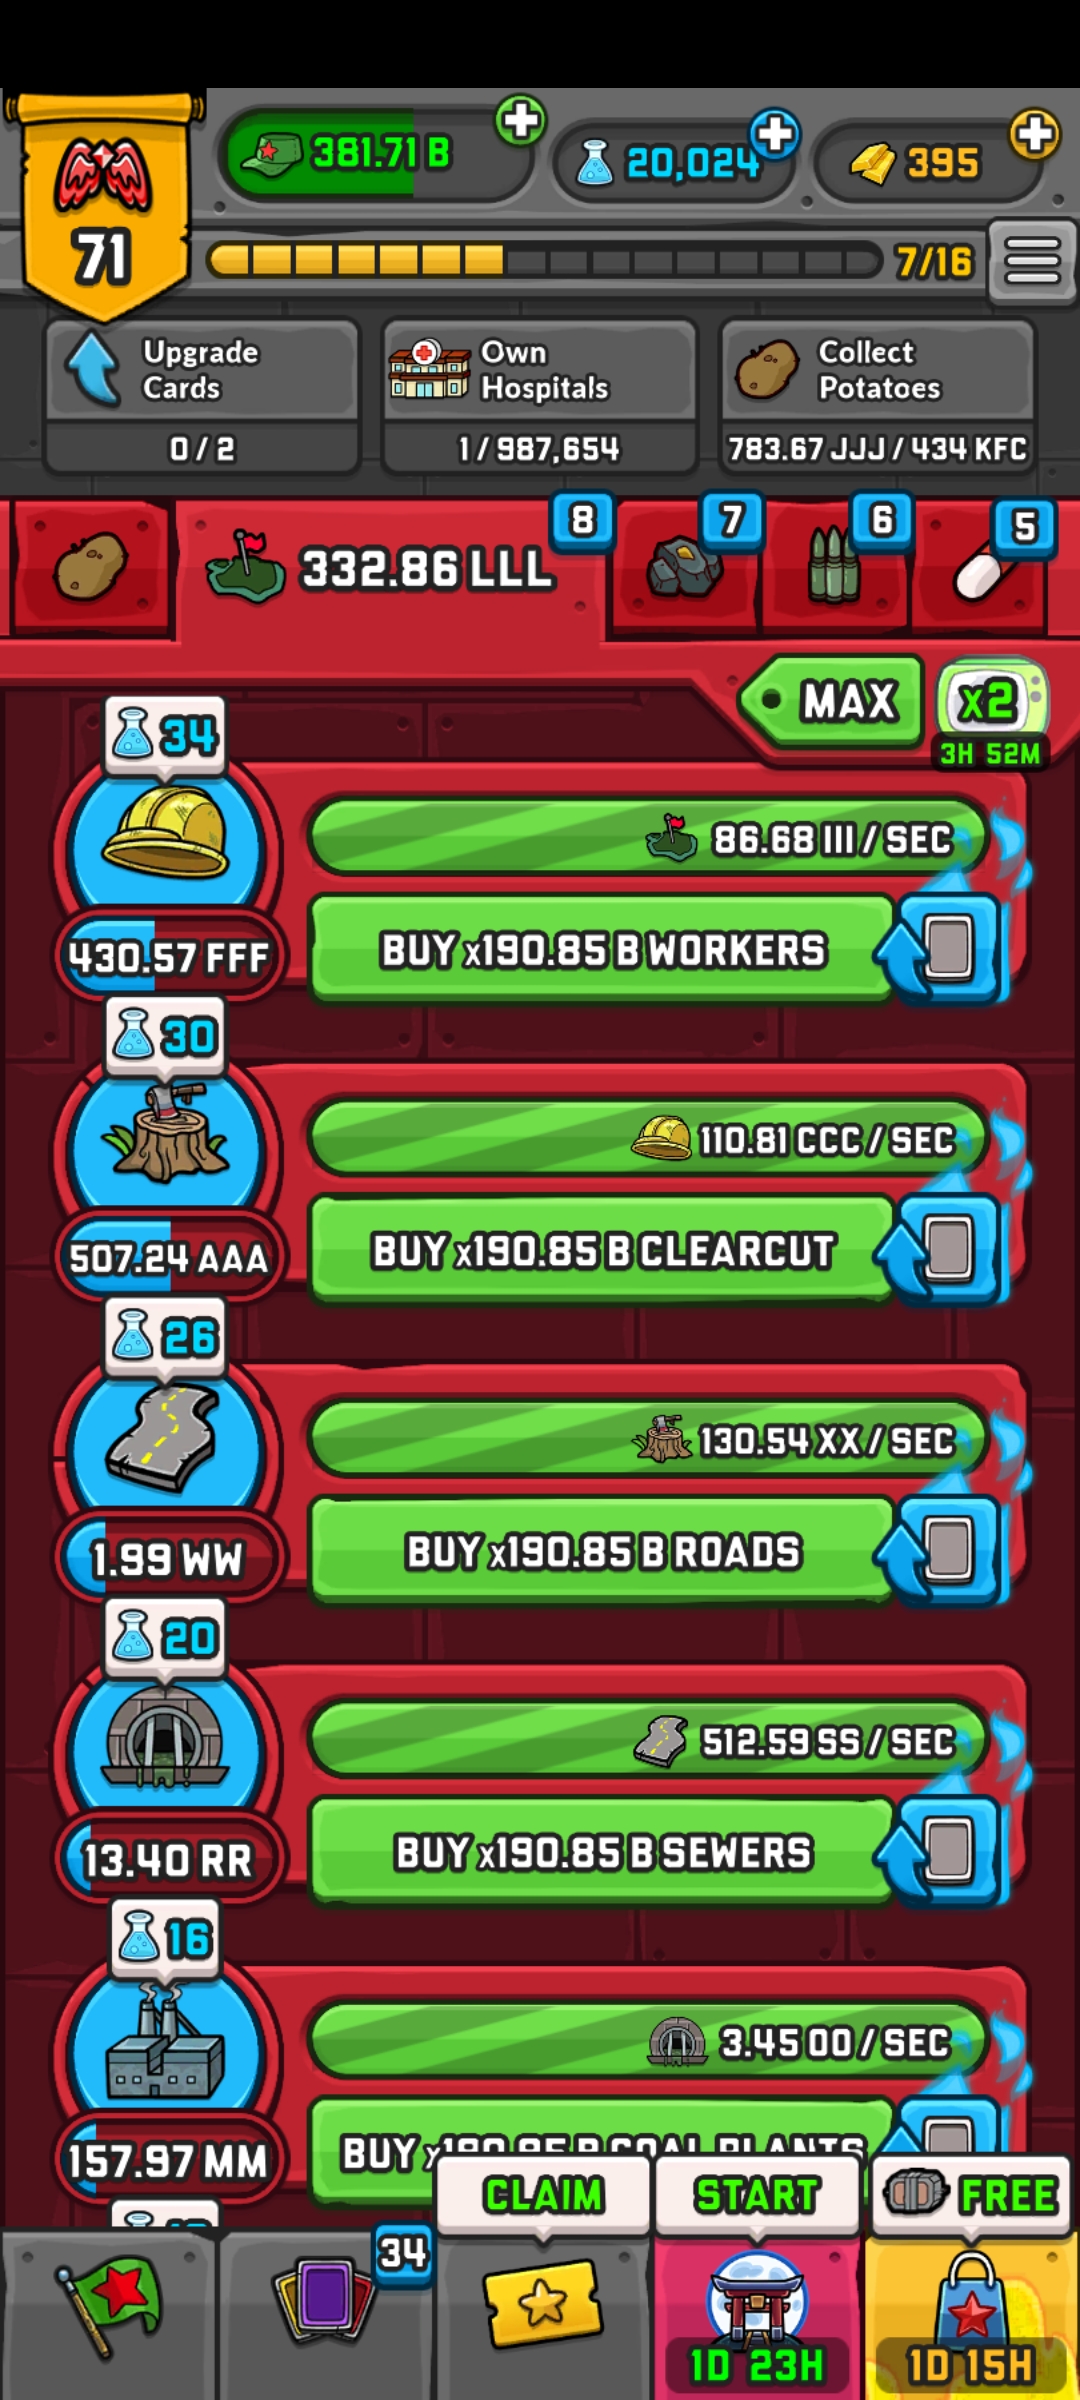 381.71 B
20,024
395
71
7/16
Upgrade
Cards
0 / 2
Own
Hospitals
1 / 987,654
Collect
Potatoes
783.67 JJJ / 434 KFC
332.86 LLL
8
7
6
5
MAX
x2
3H 52M
34
86.68 III / SEC
430.57 FFF
BUY x190.85 B WORKERS
30
110.81 CCC / SEC
507.24 AAA
BUY x190.85 B CLEARCUT
26
130.54 XX / SEC
1.99 WW
BUY x190.85 B ROADS
20
512.59 SS / SEC
13.40 RR
BUY x190.85 B SEWERS
16
3.45 OO / SEC
157.97 MM
BUY x190.85 B COAL PLANTS
CLAIM
START
FREE
34
1D 23H
1D 15H